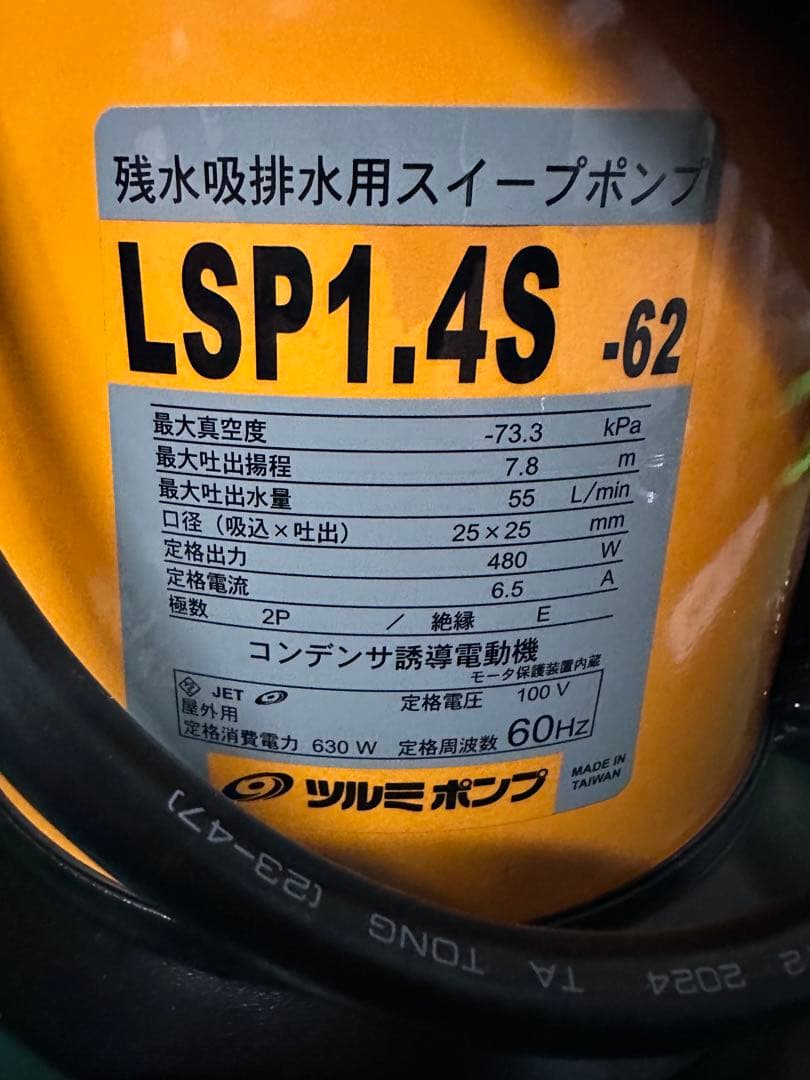 残水吸排水用スイープポンプ
LSP1.4S -62
最大真空度 -73.3 kPa
最大吐出揚程 7.8 m
最大吐出水量 55 L/min
口径（吸込×吐出） 25×25 mm
定格出力 480 W
定格電流 6.5 A
極数 2P / 絶縁 E
コンデンサ誘導電動機
モータ保護装置内蔵
JET 定格電圧 100 V
屋外用
定格消費電力 630 W 定格周波数 60Hz
ツルミポンプ
MADE IN
TAIWAN
2 2024 TA TONG (23-47)